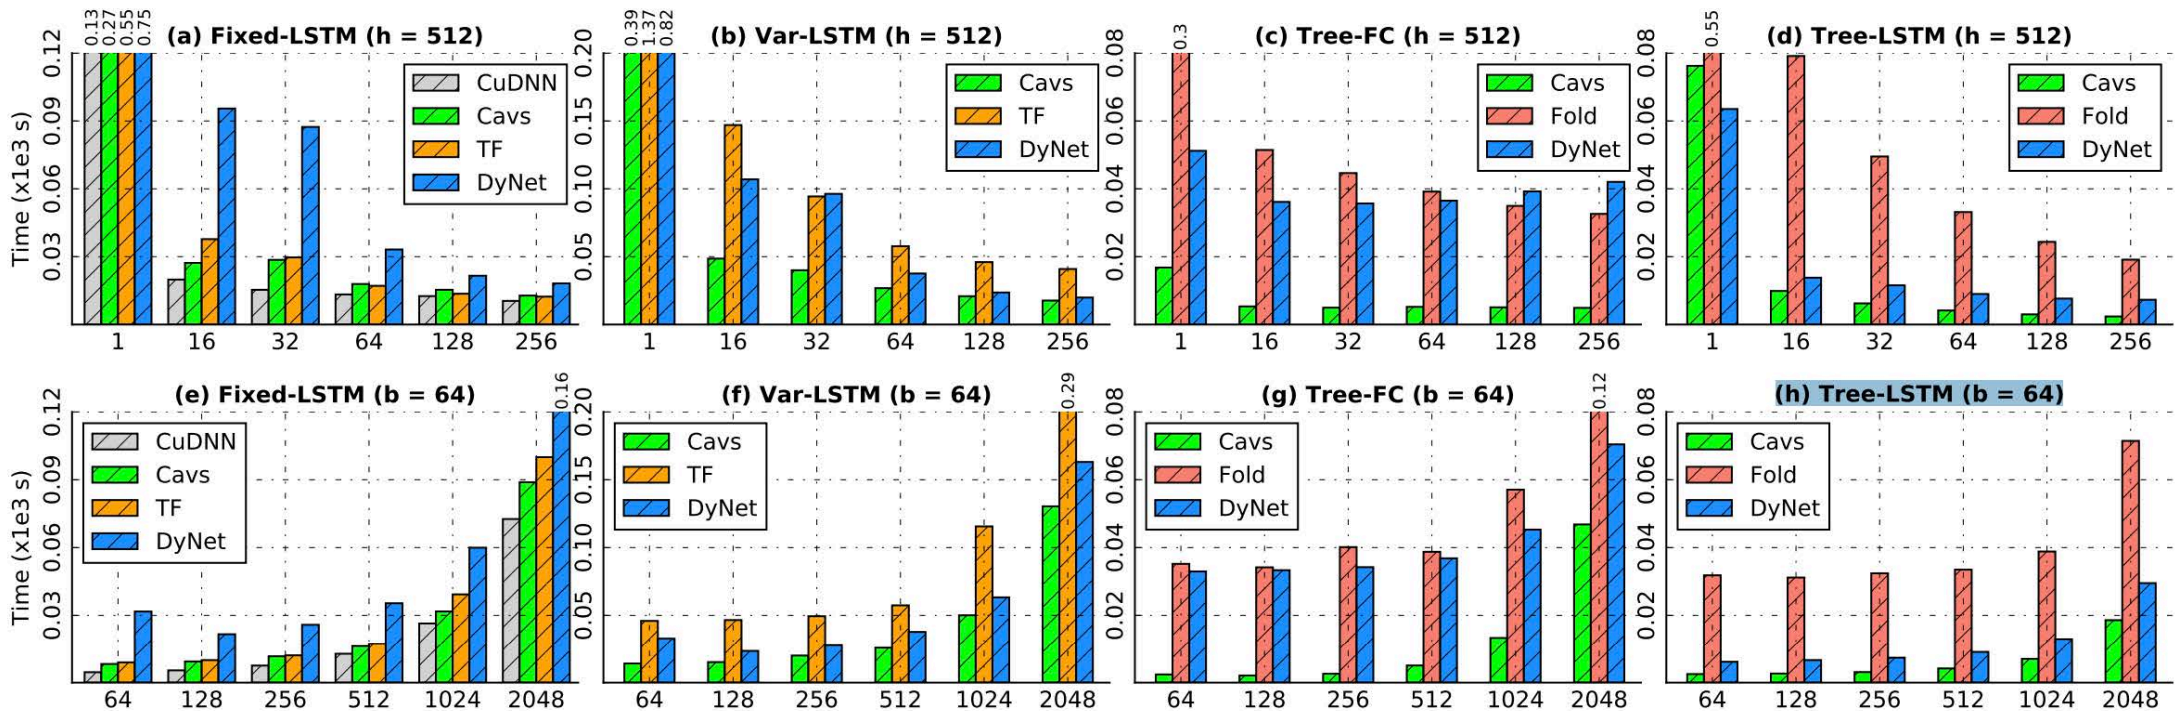 0.13
0.27
0.55
0.75
(a) Fixed-LSTM (h = 512)
Time (x1e3 s)
0.12
0.09
0.06
0.03
CuDNN
Cavs
TF
DyNet
1 16 32 64 128 256
0.39
1.37
0.82
(b) Var-LSTM (h = 512)
0.20
0.15
0.10
0.05
Cavs
TF
DyNet
1 16 32 64 128 256
0.3
(c) Tree-FC (h = 512)
0.08
0.06
0.04
0.02
Cavs
Fold
DyNet
1 16 32 64 128 256
0.55
(d) Tree-LSTM (h = 512)
0.08
0.06
0.04
0.02
Cavs
Fold
DyNet
1 16 32 64 128 256
(e) Fixed-LSTM (b = 64)
0.16
Time (x1e3 s)
0.12
0.09
0.06
0.03
CuDNN
Cavs
TF
DyNet
64 128 256 512 1024 2048
(f) Var-LSTM (b = 64)
0.29
0.20
0.15
0.10
0.05
Cavs
TF
DyNet
64 128 256 512 1024 2048
(g) Tree-FC (b = 64)
0.12
0.08
0.06
0.04
0.02
Cavs
Fold
DyNet
64 128 256 512 1024 2048
(h) Tree-LSTM (b = 64)
0.08
0.06
0.04
0.02
Cavs
Fold
DyNet
64 128 256 512 1024 2048